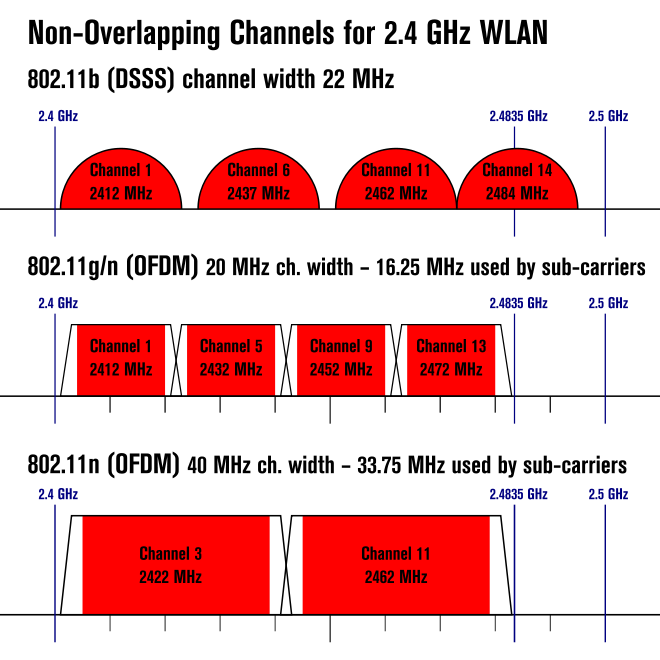 Non-Overlapping Channels for 2.4 GHz WLAN
802.11b (DSSS) channel width 22 MHz
2.4 GHz 2.4835 GHz 2.5 GHz
Channel 1 Channel 6 Channel 11 Channel 14
2412 MHz 2437 MHz 2462 MHz 2484 MHz
802.11g/n (OFDM) 20 MHz ch. width – 16.25 MHz used by sub-carriers
2.4 GHz 2.4835 GHz 2.5 GHz
Channel 1 Channel 5 Channel 9 Channel 13
2412 MHz 2432 MHz 2452 MHz 2472 MHz
802.11n (OFDM) 40 MHz ch. width – 33.75 MHz used by sub-carriers
2.4 GHz 2.4835 GHz 2.5 GHz
Channel 3 Channel 11
2422 MHz 2462 MHz